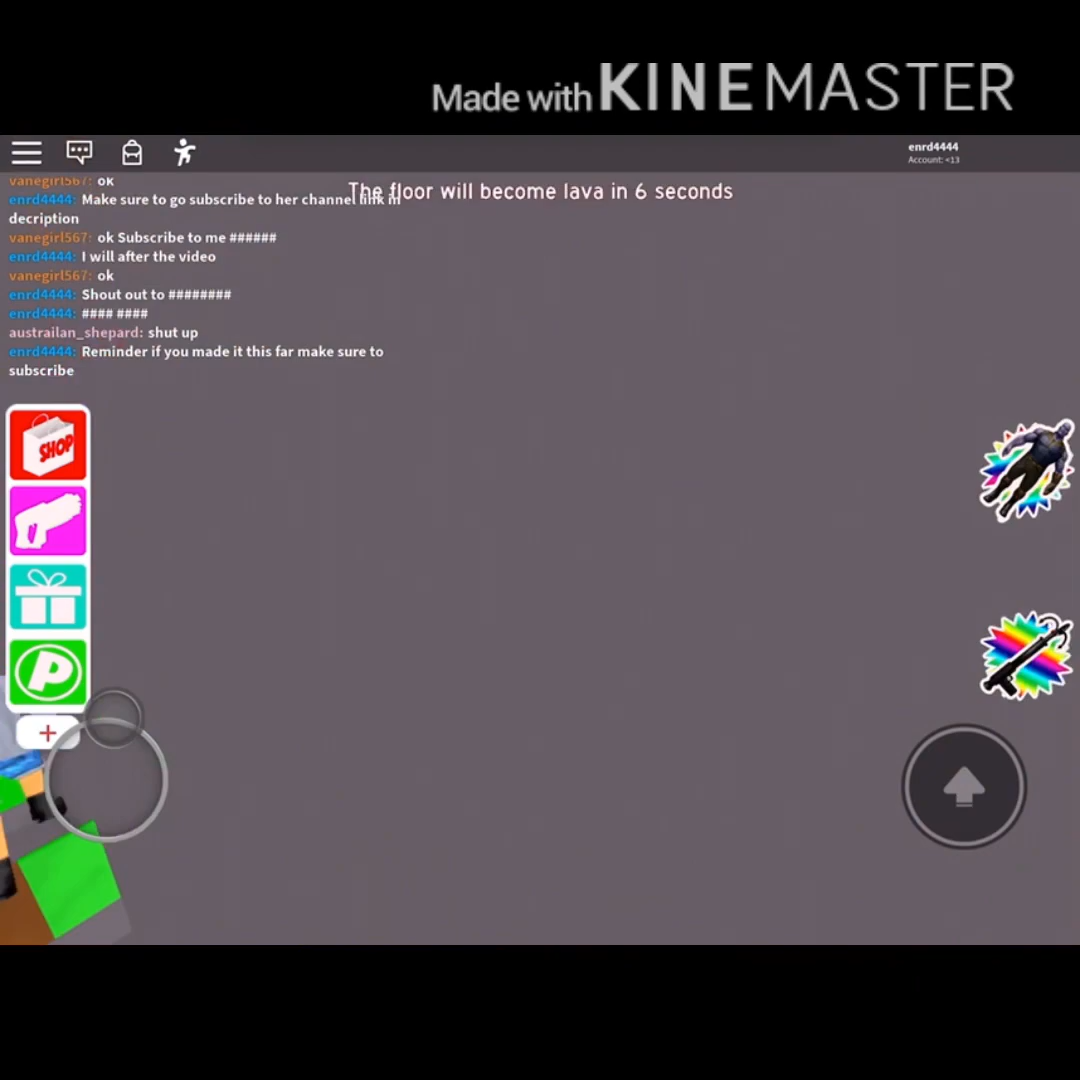 Made with KINEMASTER
enrd4444
Account: <13
The floor will become lava in 6 seconds
vanegirl567: ok
enrd4444: Make sure to go subscribe to her channel link in
decription
vanegirl567: ok Subscribe to me ######
enrd4444: I will after the video
vanegirl567: ok
enrd4444: Shout out to ########
enrd4444: #### ####
austrailan_shepard: shut up
enrd4444: Reminder if you made it this far make sure to
subscribe
SHOP
P
+